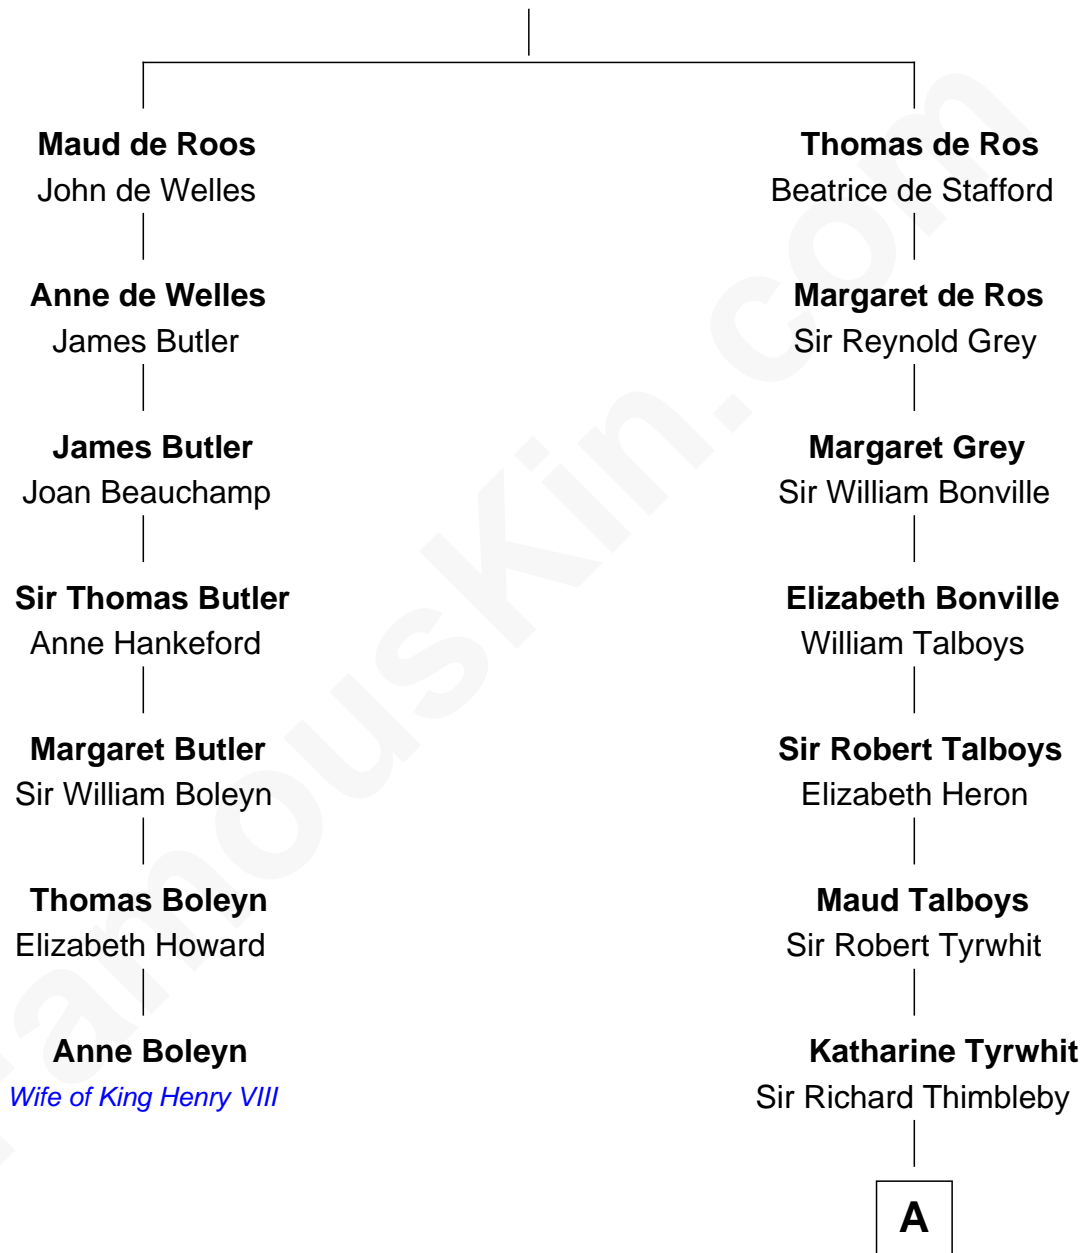 Maud de Roos
John de Welles
Anne de Welles
James Butler
James Butler
Joan Beauchamp
Sir Thomas Butler
Anne Hankeford
Margaret Butler
Sir William Boleyn
Thomas Boleyn
Elizabeth Howard
Anne Boleyn
Wife of King Henry VIII
Thomas de Ros
Beatrice de Stafford
Margaret de Ros
Sir Reynold Grey
Margaret Grey
Sir William Bonville
Elizabeth Bonville
William Talboys
Sir Robert Talboys
Elizabeth Heron
Maud Talboys
Sir Robert Tyrwhit
Katharine Tyrwhit
Sir Richard Thimbleby
A
FamousKin.com